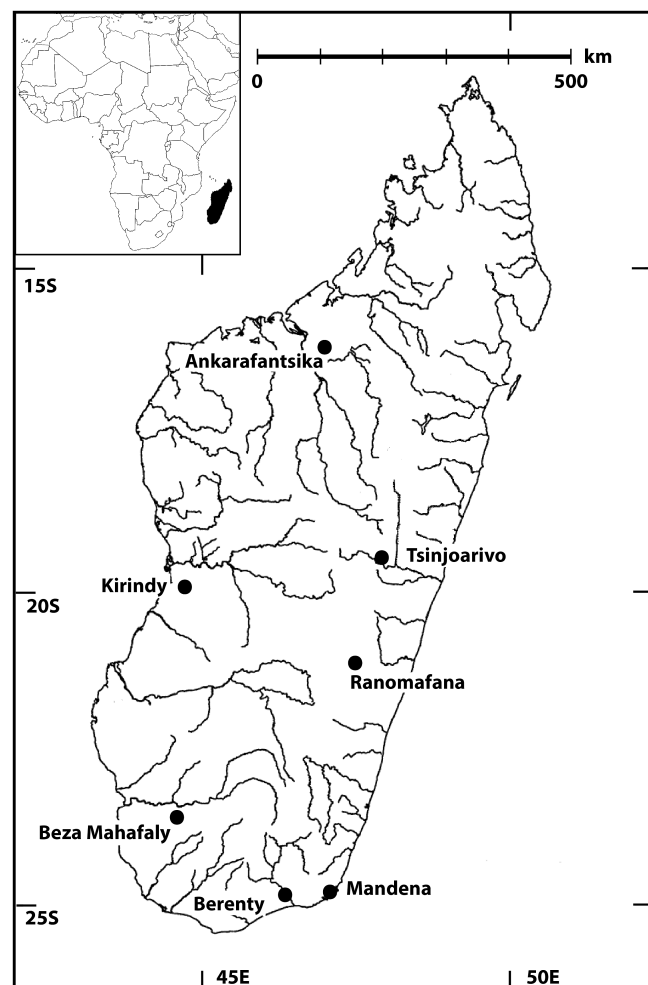 km
0 500
15S
Ankarafantsika
Tsinjoarivo
Kirindy
20S
Ranomafana
Beza Mahafaly
Mandena
Berenty
25S
45E 50E